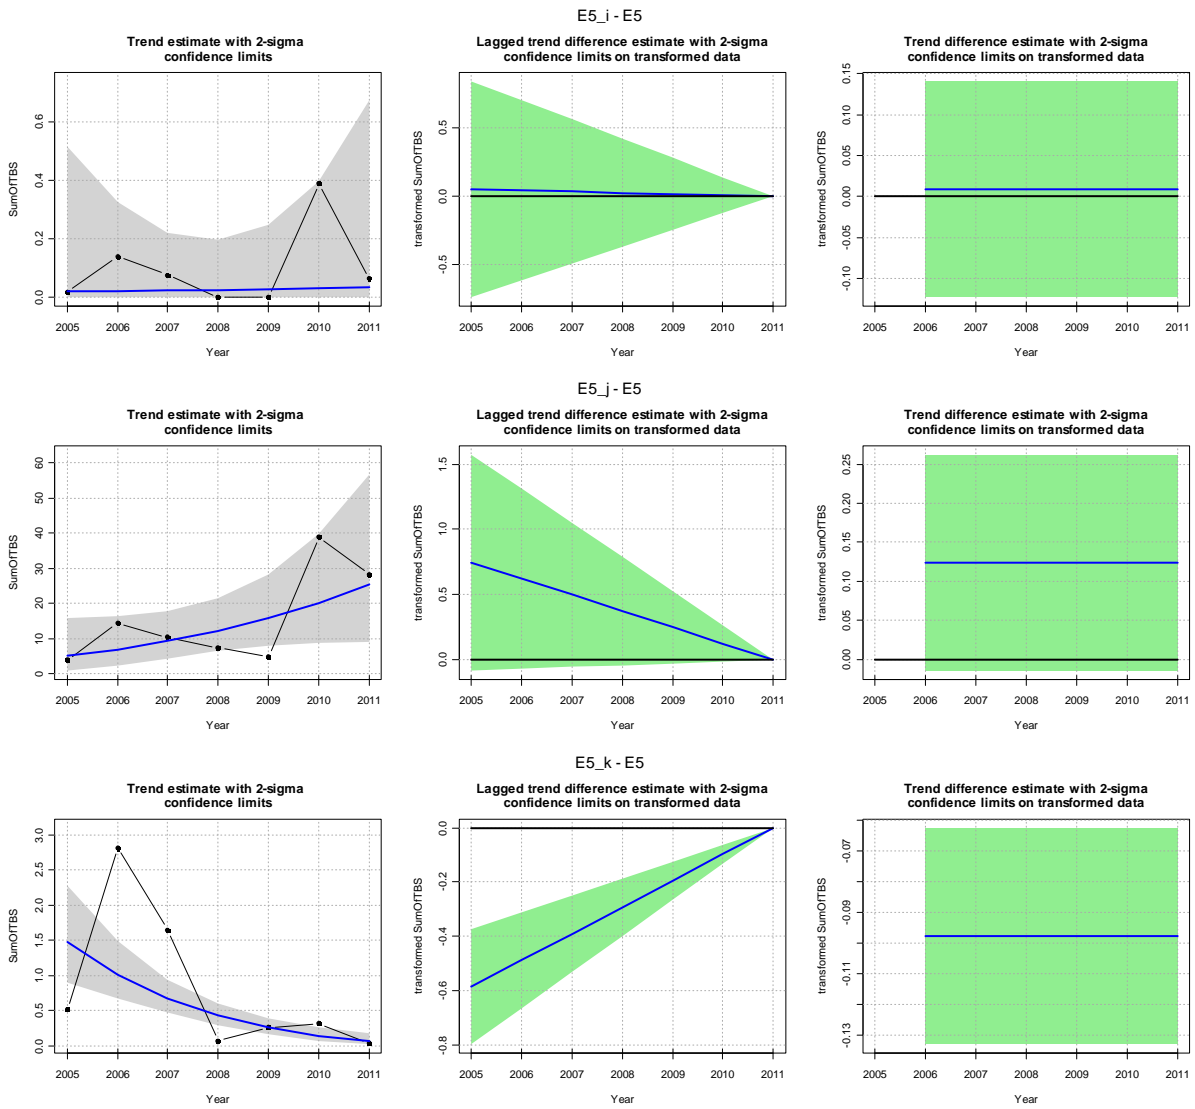 E5_i - E5
Trend estimate with 2-sigma
confidence limits
SumOfTBS
0.0 0.2 0.4 0.6
2005 2006 2007 2008 2009 2010 2011
Year
Lagged trend difference estimate with 2-sigma
confidence limits on transformed data
transformed SumOfTBS
-0.5 0.0 0.5
2005 2006 2007 2008 2009 2010 2011
Year
Trend difference estimate with 2-sigma
confidence limits on transformed data
transformed SumOfTBS
-0.10 -0.05 0.00 0.05 0.10 0.15
2005 2006 2007 2008 2009 2010 2011
Year
E5_j - E5
Trend estimate with 2-sigma
confidence limits
SumOfTBS
0 10 20 30 40 50 60
2005 2006 2007 2008 2009 2010 2011
Year
Lagged trend difference estimate with 2-sigma
confidence limits on transformed data
transformed SumOfTBS
0.0 0.5 1.0 1.5
2005 2006 2007 2008 2009 2010 2011
Year
Trend difference estimate with 2-sigma
confidence limits on transformed data
transformed SumOfTBS
0.00 0.05 0.10 0.15 0.20 0.25
2005 2006 2007 2008 2009 2010 2011
Year
E5_k - E5
Trend estimate with 2-sigma
confidence limits
SumOfTBS
0.0 0.5 1.0 1.5 2.0 2.5 3.0
2005 2006 2007 2008 2009 2010 2011
Year
Lagged trend difference estimate with 2-sigma
confidence limits on transformed data
transformed SumOfTBS
-0.8 -0.6 -0.4 -0.2 0.0
2005 2006 2007 2008 2009 2010 2011
Year
Trend difference estimate with 2-sigma
confidence limits on transformed data
transformed SumOfTBS
-0.13 -0.11 -0.09 -0.07
2005 2006 2007 2008 2009 2010 2011
Year